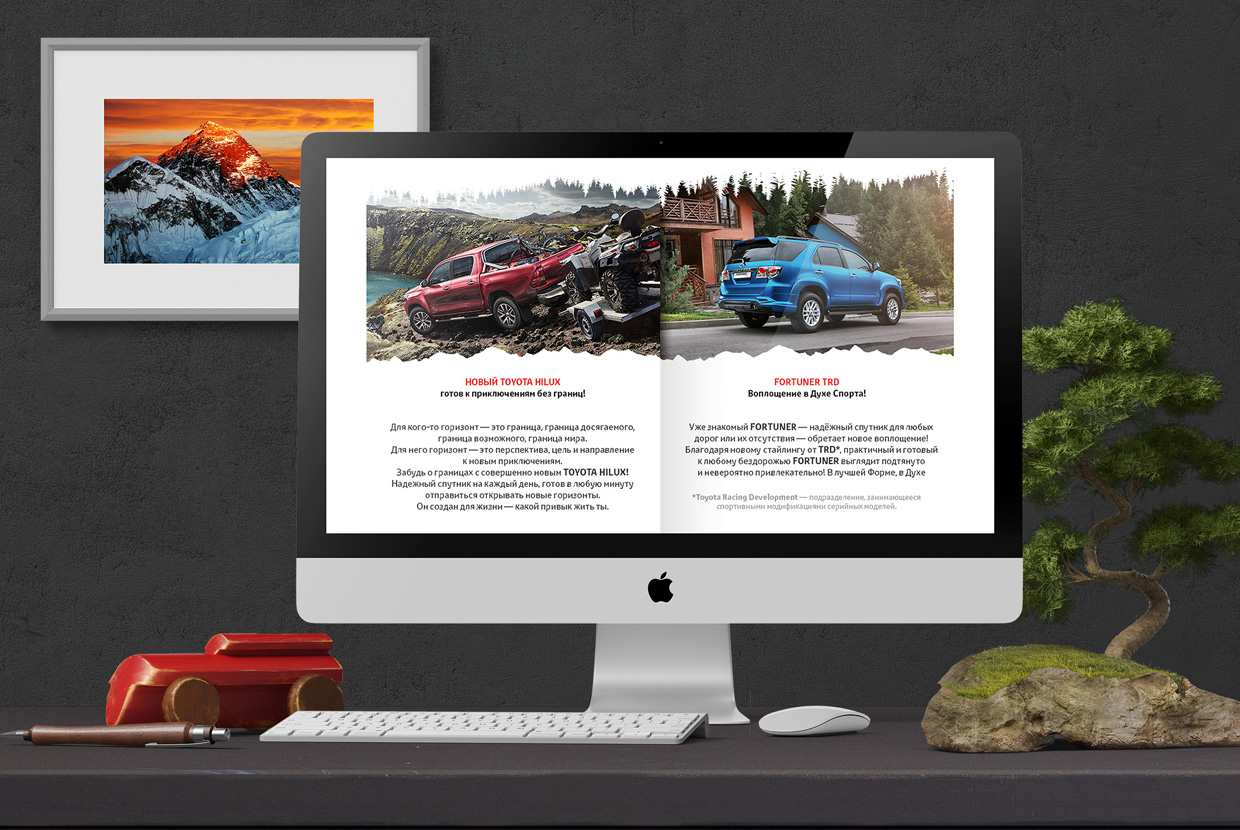 НОВЫЙ TOYOTA HILUX
готов к приключениям без границ!
Для кого-то горизонт — это граница, граница досягаемого,
граница возможного, граница мира.
Для него горизонт — это перспектива, цель и направление
к новым приключениям.
Забудь о границах с совершенно новым TOYOTA HILUX!
Надежный спутник на каждый день, готов в любую минуту
отправиться открывать новые горизонты.
Он создан для жизни — какой привык жить ты.
FORTUNER TRD
Воплощение в Духе Спорта!
Уже знакомый FORTUNER — надёжный спутник для любых
дорог или их отсутствия — обретает новое воплощение!
Благодаря новому стайлингу от TRD*, практичный и готовый
к любому бездорожью FORTUNER выглядит подтянуто
и невероятно привлекательно! В лучшей Форме, в Духе
*Toyota Racing Development — подразделение, занимающееся
спортивными модификациями серийных моделей.